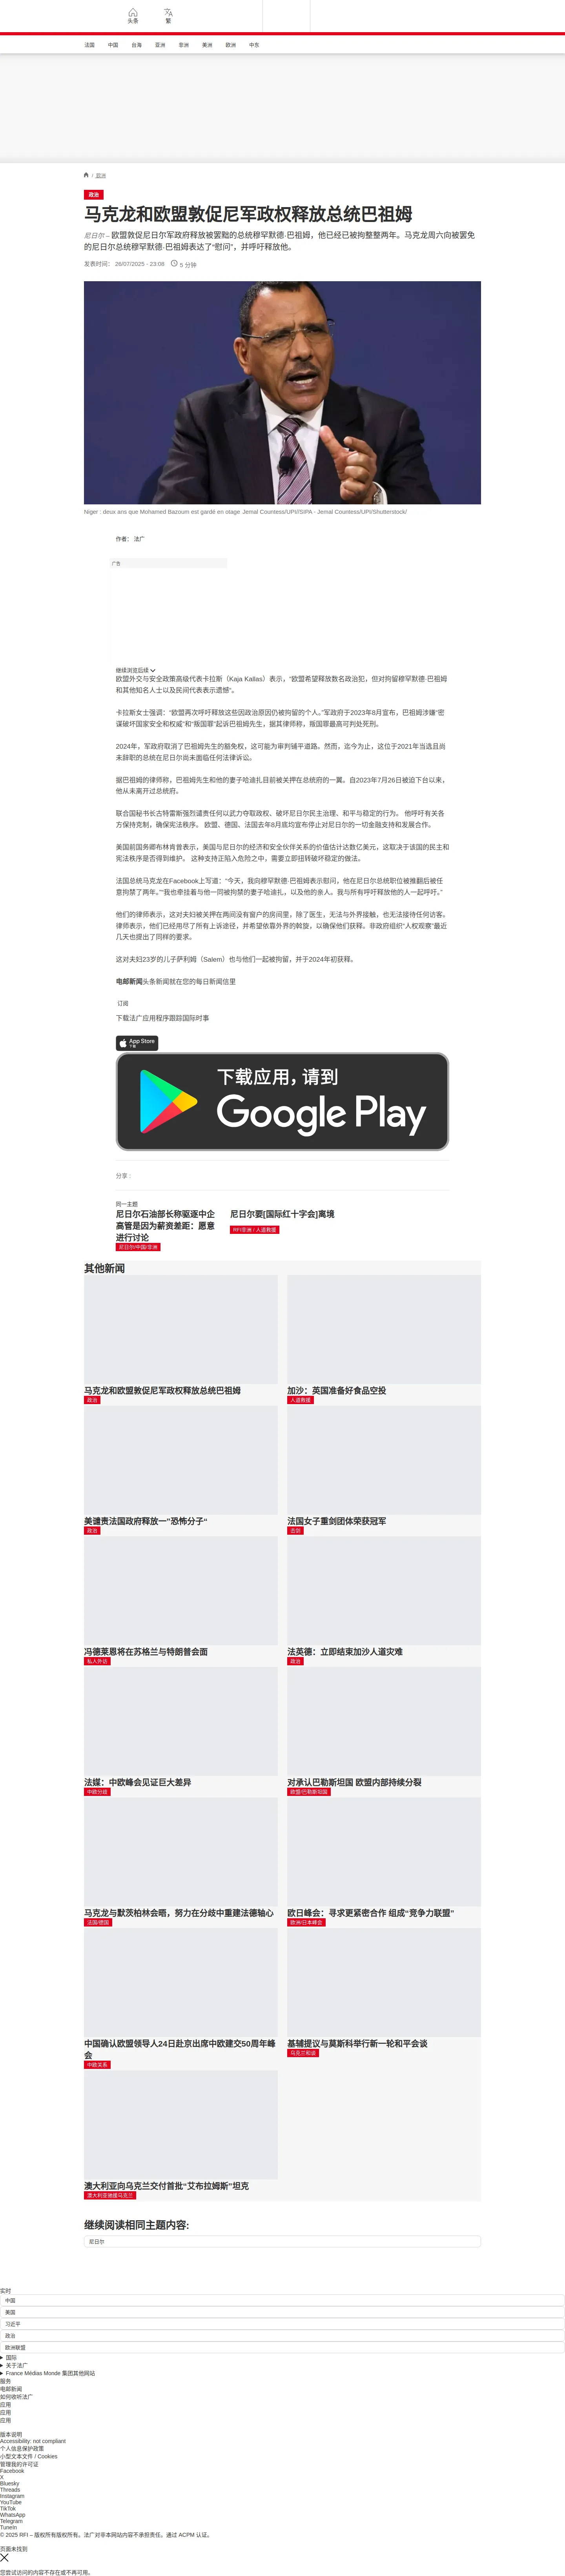 头条
繁
法国
中国
台海
亚洲
非洲
美洲
欧洲
中东
/ 欧洲
政治
马克龙和欧盟敦促尼军政权释放总统巴祖姆
尼日尔 – 欧盟敦促尼日尔军政府释放被罢黜的总统穆罕默德·巴祖姆，他已经已被拘整整两年。马克龙周六向被罢免
的尼日尔总统穆罕默德·巴祖姆表达了“慰问”，并呼吁释放他。
发表时间： 26/07/2025 - 23:08 5 分钟
Niger : deux ans que Mohamed Bazoum est gardé en otage .Jemal Countess/UPI//SIPA - Jemal Countess/UPI/Shutterstock/
作者： 法广
广告
继续浏览后续
欧盟外交与安全政策高级代表卡拉斯（Kaja Kallas）表示，“欧盟希望释放数名政治犯，但对拘留穆罕默德·巴祖姆
和其他知名人士以及民间代表表示遗憾”。
卡拉斯女士强调：“欧盟再次呼吁释放这些因政治原因仍被拘留的个人。”军政府于2023年8月宣布，巴祖姆涉嫌“密
谋破坏国家安全和权威”和“叛国罪”起诉巴祖姆先生，据其律师称，叛国罪最高可判处死刑。
2024年，军政府取消了巴祖姆先生的豁免权，这可能为审判铺平道路。然而，迄今为止，这位于2021年当选且尚
未辞职的总统在尼日尔尚未面临任何法律诉讼。
据巴祖姆的律师称，巴祖姆先生和他的妻子哈迪扎目前被关押在总统府的一翼。自2023年7月26日被迫下台以来，
他从未离开过总统府。
联合国秘书长古特雷斯强烈谴责任何以武力夺取政权、破坏尼日尔民主治理、和平与稳定的行为。 他呼吁有关各
方保持克制，确保宪法秩序。 欧盟、德国、法国去年8月底均宣布停止对尼日尔的一切金融支持和发展合作。
美国前国务卿布林肯曾表示，美国与尼日尔的经济和安全伙伴关系的价值估计达数亿美元，这取决于该国的民主和
宪法秩序是否得到维护。 这种支持正陷入危险之中，需要立即扭转破坏稳定的做法。
法国总统马克龙在Facebook上写道：“今天，我向穆罕默德·巴祖姆表示慰问，他在尼日尔总统职位被推翻后被任
意拘禁了两年。”“我也牵挂着与他一同被拘禁的妻子哈迪扎，以及他的亲人。我与所有呼吁释放他的人一起呼吁。”
他们的律师表示，这对夫妇被关押在两间没有窗户的房间里，除了医生，无法与外界接触，也无法接待任何访客。
律师表示，他们已经用尽了所有上诉途径，并希望依靠外界的斡旋，以确保他们获释。非政府组织“人权观察”最近
几天也提出了同样的要求。
这对夫妇23岁的儿子萨利姆（Salem）也与他们一起被拘留，并于2024年初获释。
电邮新闻头条新闻就在您的每日新闻信里
订阅
下载法广应用程序跟踪国际时事
App Store
下载
下载应用，请到
Google Play
分享 :
同一主题
尼日尔石油部长称驱逐中企
高管是因为薪资差距：愿意
进行讨论
尼日尔/中国/非洲
尼日尔要[国际红十字会]离境
RFI非洲 / 人道救援
其他新闻
马克龙和欧盟敦促尼军政权释放总统巴祖姆
政治
加沙：英国准备好食品空投
人道救援
美谴责法国政府释放一“恐怖分子“
政治
法国女子重剑团体荣获冠军
击剑
冯德莱恩将在苏格兰与特朗普会面
私人外访
法英德：立即结束加沙人道灾难
政治
法媒：中欧峰会见证巨大差异
中欧分歧
对承认巴勒斯坦国 欧盟内部持续分裂
欧盟/巴勒斯坦国
马克龙与默茨柏林会晤，努力在分歧中重建法德轴心
法国/德国
欧日峰会：寻求更紧密合作 组成“竞争力联盟”
欧洲/日本峰会
中国确认欧盟领导人24日赴京出席中欧建交50周年峰
会
中欧关系
基辅提议与莫斯科举行新一轮和平会谈
乌克兰和谈
澳大利亚向乌克兰交付首批“艾布拉姆斯”坦克
澳大利亚驰援乌克兰
继续阅读相同主题内容:
尼日尔
实时
中国
美国
习近平
政治
欧洲联盟
国际
关于法广
France Médias Monde 集团其他网站
服务
电邮新闻
如何收听法广
应用
应用
应用
版本说明
Accessibility: not compliant
个人信息保护政策
小型文本文件 / Cookies
管理我的许可证
Facebook
X
Bluesky
Threads
Instagram
YouTube
TikTok
WhatsApp
Telegram
TuneIn
© 2025 RFI – 版权所有版权所有。法广对非本网站内容不承担责任。通过 ACPM 认证。
页面未找到
您尝试访问的内容不存在或不再可用。